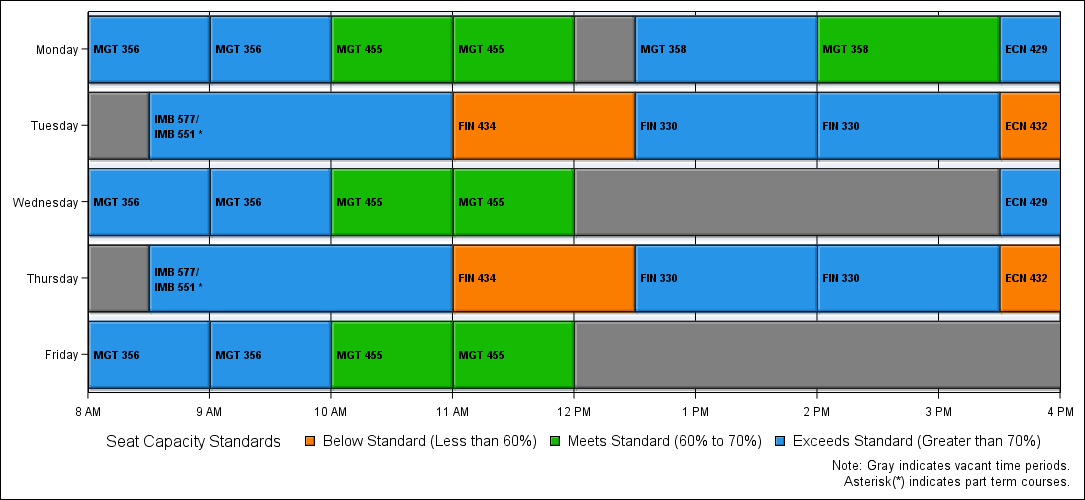 Monday MGT 356 MGT 356 MGT 455 MGT 455 MGT 358 MGT 358 ECN 429
Tuesday IMB 577/ FIN 434 FIN 330 FIN 330 ECN 432
IMB 551 *
Wednesday MGT 356 MGT 356 MGT 455 MGT 455 ECN 429
Thursday IMB 577/ FIN 434 FIN 330 FIN 330 ECN 432
IMB 551 *
Friday MGT 356 MGT 356 MGT 455 MGT 455
8 AM 9 AM 10 AM 11 AM 12 PM 1 PM 2 PM 3 PM 4 PM
Seat Capacity Standards Below Standard (Less than 60%) Meets Standard (60% to 70%) Exceeds Standard (Greater than 70%)
Note: Gray indicates vacant time periods.
Asterisk(*) indicates part term courses.